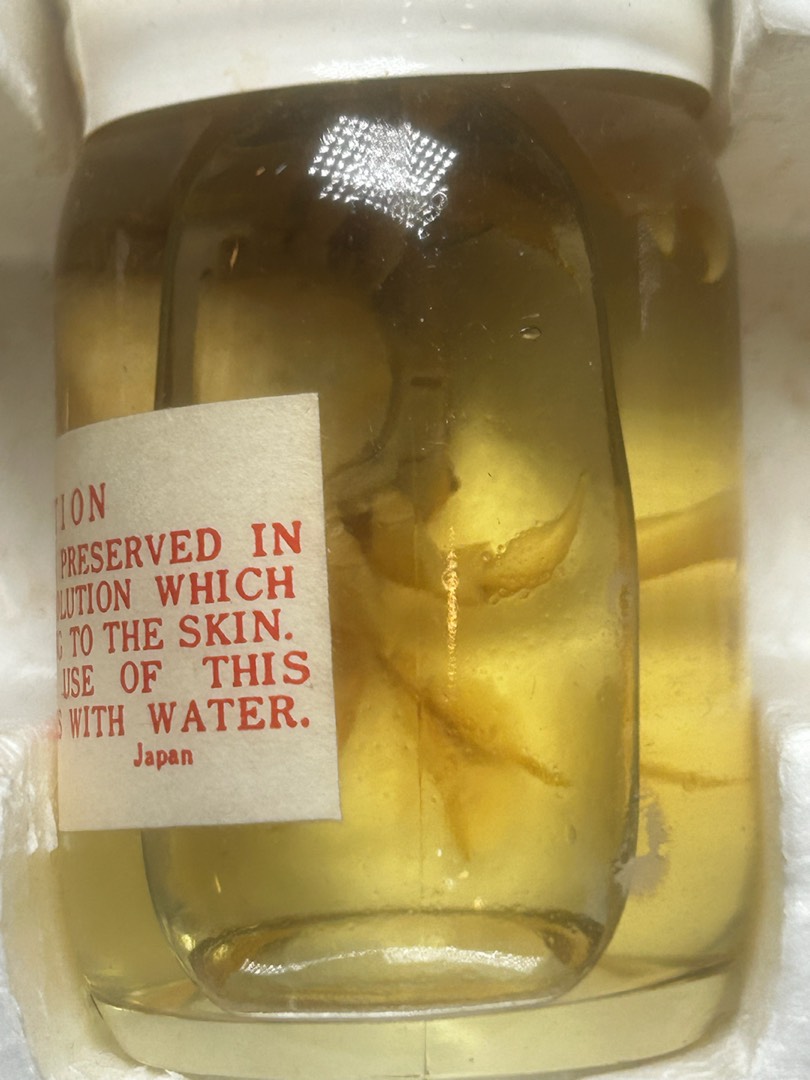 TION
PRESERVED IN
LUTION WHICH
G TO THE SKIN.
USE OF THIS
S WITH WATER.
Japan